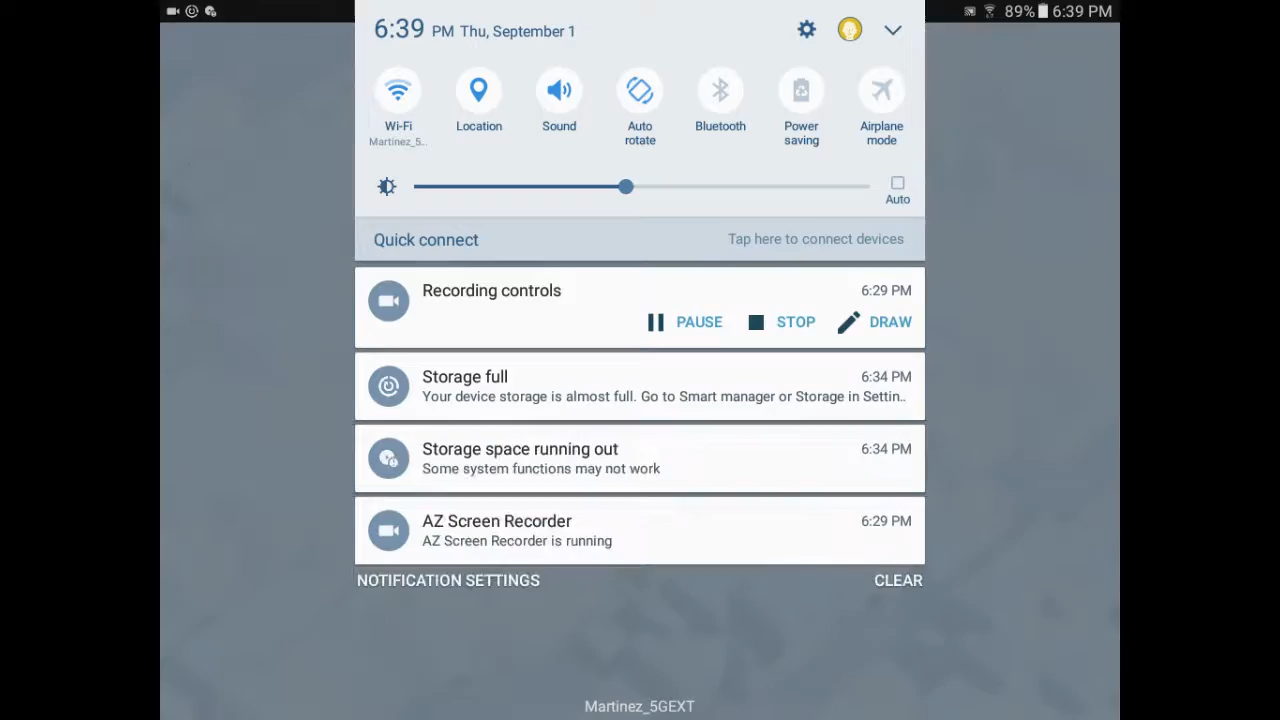 89% 6:39 PM
6:39 PM Thu, September 1
Wi-Fi
Martinez_5..
Location
Sound
Auto
rotate
Bluetooth
Power
saving
Airplane
mode
Auto
Quick connect
Tap here to connect devices
Recording controls
6:29 PM
PAUSE
STOP
DRAW
Storage full
6:34 PM
Your device storage is almost full. Go to Smart manager or Storage in Settin..
Storage space running out
6:34 PM
Some system functions may not work
AZ Screen Recorder
6:29 PM
AZ Screen Recorder is running
NOTIFICATION SETTINGS
CLEAR
Martinez_5GEXT